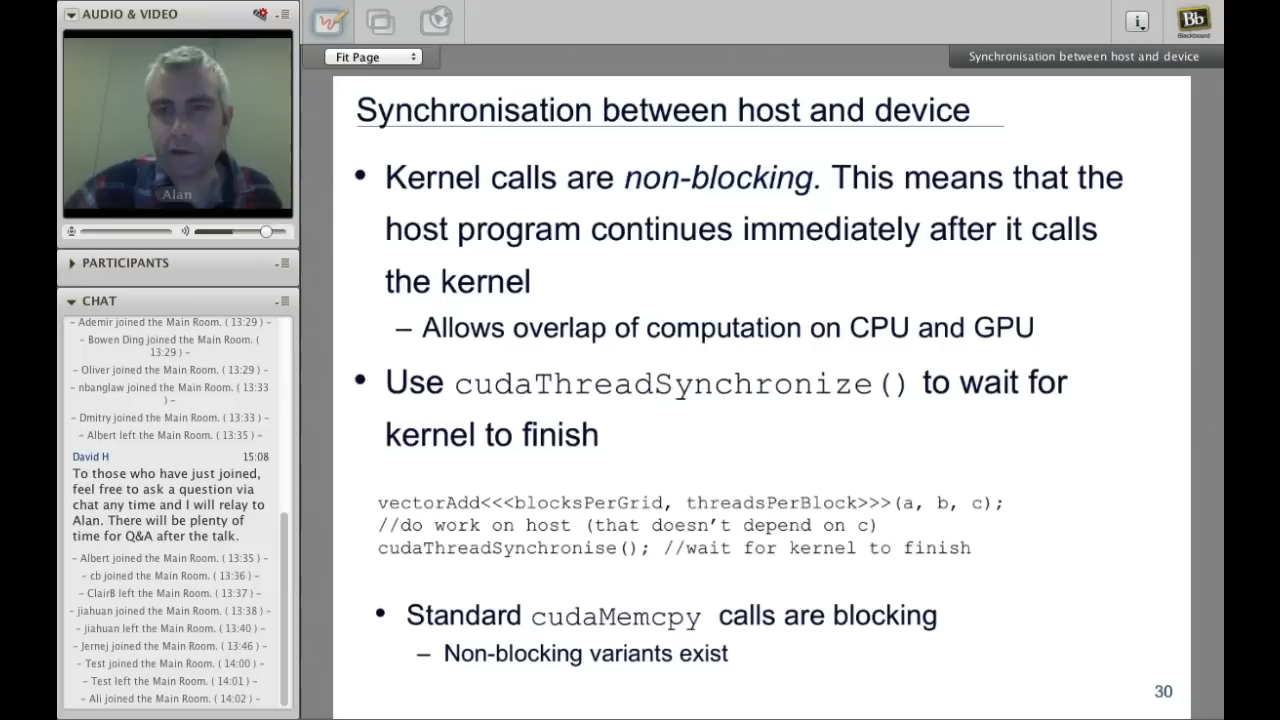 AUDIO & VIDEO
Alan
PARTICIPANTS
CHAT
- Ademir joined the Main Room. ( 13:29 ) -
- Bowen Ding joined the Main Room. (
13:29 ) -
- Oliver joined the Main Room. ( 13:29 ) -
- nbanglaw joined the Main Room. ( 13:33
) -
- Dmitry joined the Main Room. ( 13:33 ) -
- Albert left the Main Room. ( 13:35 ) -
David H 15:08
To those who have just joined,
feel free to ask a question via
chat any time and I will relay to
Alan. There will be plenty of
time for Q&A after the talk.
- Albert joined the Main Room. ( 13:35 ) -
- cb joined the Main Room. ( 13:36 ) -
- ClairB left the Main Room. ( 13:37 ) -
- jiahuan joined the Main Room. ( 13:38 ) -
- jiahuan left the Main Room. ( 13:40 ) -
- Jernej joined the Main Room. ( 13:46 ) -
- Test joined the Main Room. ( 14:00 ) -
- Test left the Main Room. ( 14:01 ) -
- Ali joined the Main Room. ( 14:02 ) -
i
Bb
Blackboard
Fit Page
Synchronisation between host and device
Synchronisation between host and device
• Kernel calls are non-blocking. This means that the
host program continues immediately after it calls
the kernel
– Allows overlap of computation on CPU and GPU
• Use cudaThreadSynchronize() to wait for
kernel to finish
vectorAdd<<<blocksPerGrid, threadsPerBlock>>>(a, b, c);
//do work on host (that doesn’t depend on c)
cudaThreadSynchronise(); //wait for kernel to finish
• Standard cudaMemcpy calls are blocking
– Non-blocking variants exist
30